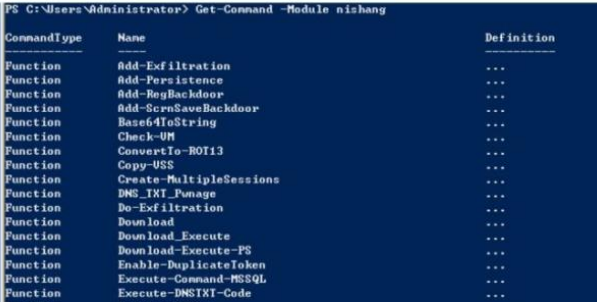 PS C:\Users\Administrator> Get-Command -Module nishang
CommandType Name Definition
----------- ---- ----------
Function Add-Exfiltration ...
Function Add-Persistence ...
Function Add-RegBackdoor ...
Function Add-ScrnSaveBackdoor ...
Function Base64ToString ...
Function Check-VM ...
Function ConvertTo-ROT13 ...
Function Copy-VSS ...
Function Create-MultipleSessions ...
Function DNS_TXT_Pwnage ...
Function Do-Exfiltration ...
Function Download ...
Function Download_Execute ...
Function Download-Execute-PS ...
Function Enable-DuplicateToken ...
Function Execute-Command-MSSQL ...
Function Execute-DNSTXT-Code ...